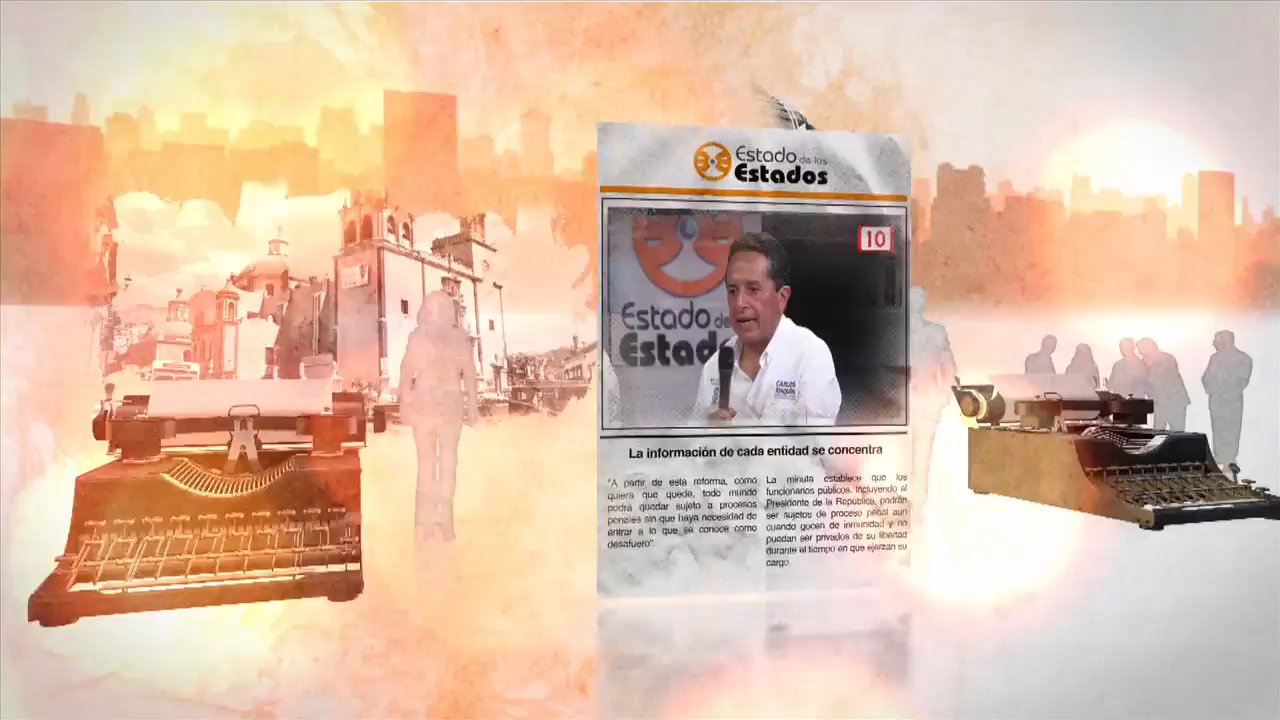 Estado de los
Estados
10
Estado de
Estado
CARLOS
JOAQUÍN
La información de cada entidad se concentra
"A partir de esta reforma, como
quiera que quede, todo mundo
podrá quedar sujeto a procesos
penales sin que haya necesidad de
entrar a lo que se conoce como
desafuero".
La minuta establece que los
funcionarios públicos, incluyendo al
Presidente de la República, podrán
ser sujetos de proceso penal aun
cuando gocen de inmunidad y no
puedan ser privados de su libertad
durante el tiempo en que ejerzan su
cargo.